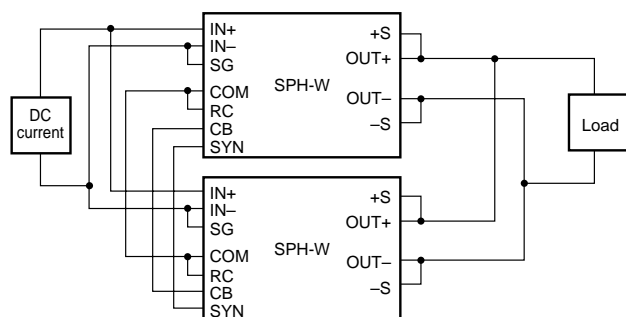 IN+
IN–
SG
COM
RC
CB
SYN
SPH-W
+S
OUT+
OUT–
–S
DC
current
Load
IN+
IN–
SG
COM
RC
CB
SYN
SPH-W
+S
OUT+
OUT–
–S